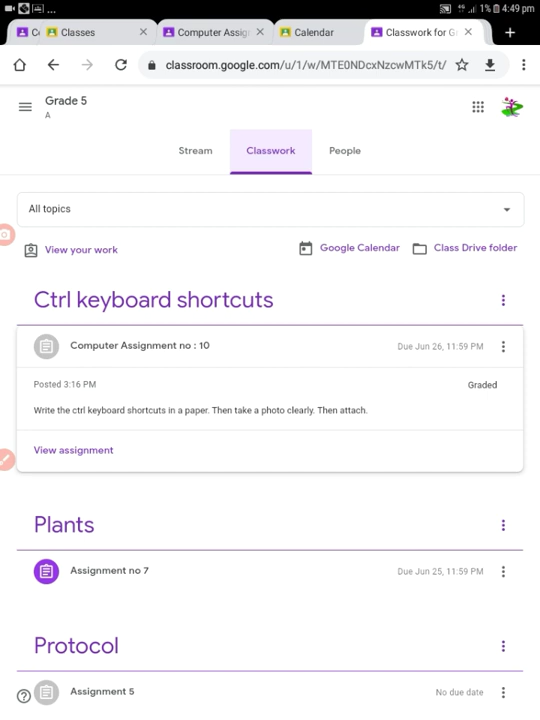 ...
1% 4:49 pm
Classes
Computer Assig
Calendar
Classwork for G
classroom.google.com/u/1/w/MTE0NDcxNzcwMTk5/t/
Grade 5
A
Stream
Classwork
People
All topics
View your work
Google Calendar
Class Drive folder
Ctrl keyboard shortcuts
Computer Assignment no : 10
Due Jun 26, 11:59 PM
Posted 3:16 PM
Graded
Write the ctrl keyboard shortcuts in a paper. Then take a photo clearly. Then attach.
View assignment
Plants
Assignment no 7
Due Jun 25, 11:59 PM
Protocol
Assignment 5
No due date